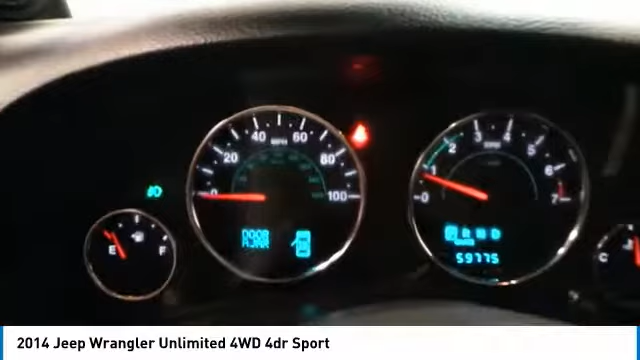 20 40 60 80 100
0
DOOR
AJAR
E F
0 1 2 3 4 5 6 7
P R N D
59775
C
2014 Jeep Wrangler Unlimited 4WD 4dr Sport